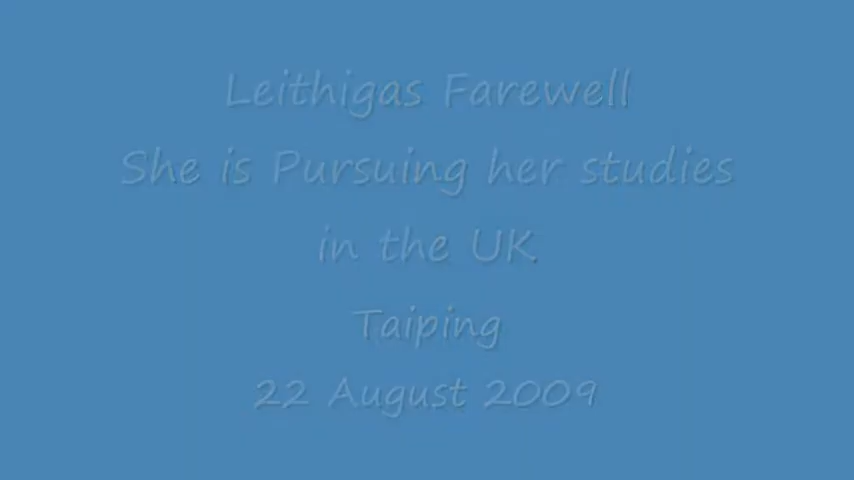 Leithigas Farewell
She is Pursuing her studies
in the UK
Taiping
22 August 2009